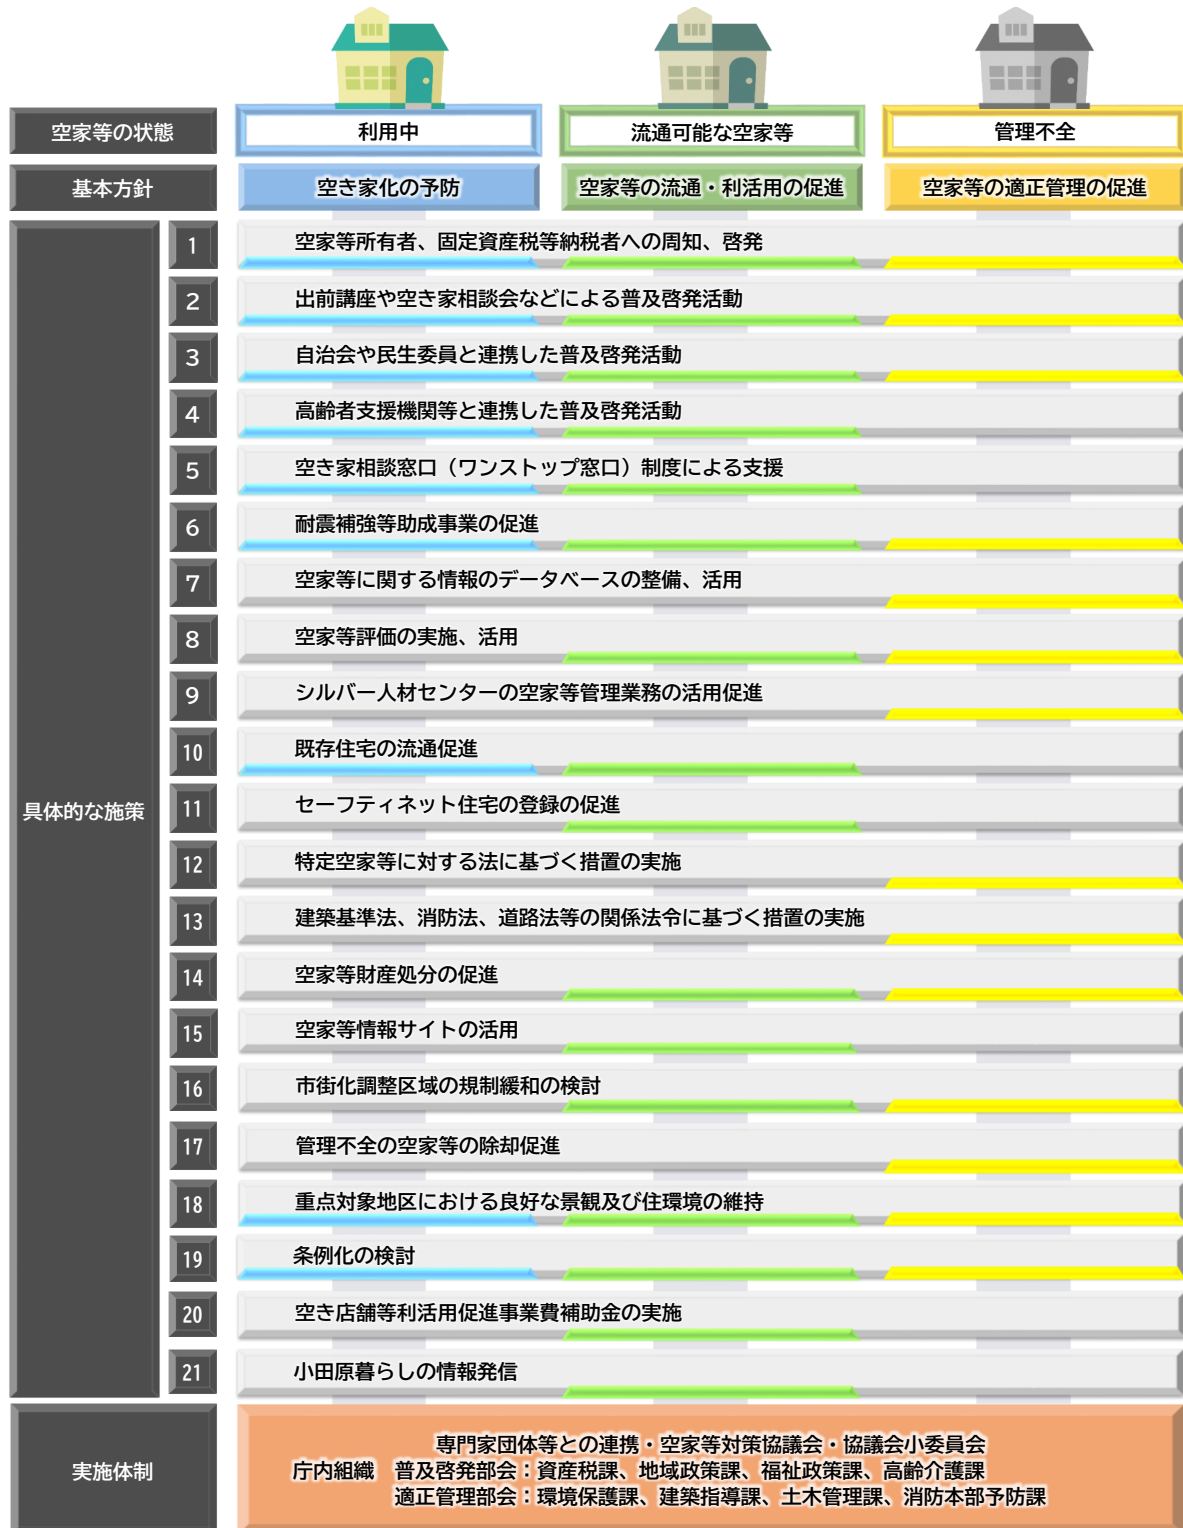 空家等の状態
利用中
流通可能な空家等
管理不全
基本方針
空き家化の予防
空家等の流通・利活用の促進
空家等の適正管理の促進
具体的な施策
1 空家等所有者、固定資産税等納税者への周知、啓発
2 出前講座や空き家相談会などによる普及啓発活動
3 自治会や民生委員と連携した普及啓発活動
4 高齢者支援機関等と連携した普及啓発活動
5 空き家相談窓口（ワンストップ窓口）制度による支援
6 耐震補強等助成事業の促進
7 空家等に関する情報のデータベースの整備、活用
8 空家等評価の実施、活用
9 シルバー人材センターの空家等管理業務の活用促進
10 既存住宅の流通促進
11 セーフティネット住宅の登録の促進
12 特定空家等に対する法に基づく措置の実施
13 建築基準法、消防法、道路法等の関係法令に基づく措置の実施
14 空家等財産処分の促進
15 空家等情報サイトの活用
16 市街化調整区域の規制緩和の検討
17 管理不全の空家等の除却促進
18 重点対象地区における良好な景観及び住環境の維持
19 条例化の検討
20 空き店舗等利活用促進事業費補助金の実施
21 小田原暮らしの情報発信
実施体制
専門家団体等との連携・空家等対策協議会・協議会小委員会
庁内組織　普及啓発部会：資産税課、地域政策課、福祉政策課、高齢介護課
適正管理部会：環境保護課、建築指導課、土木管理課、消防本部予防課